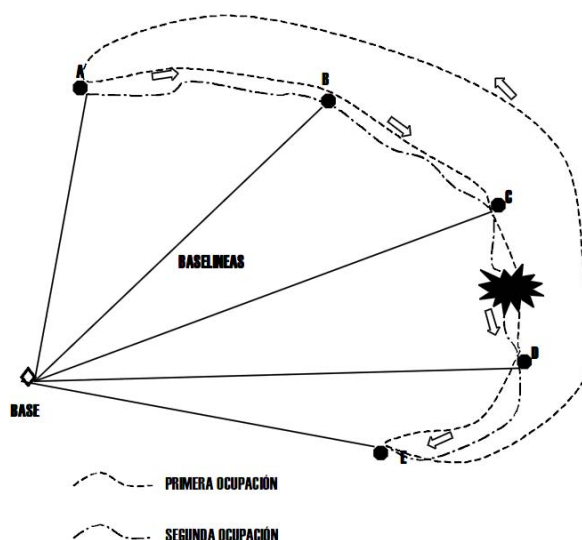 A
B
C
BASELINEAS
D
BASE
E
PRIMERA OCUPACIÓN
SEGUNDA OCUPACIÓN